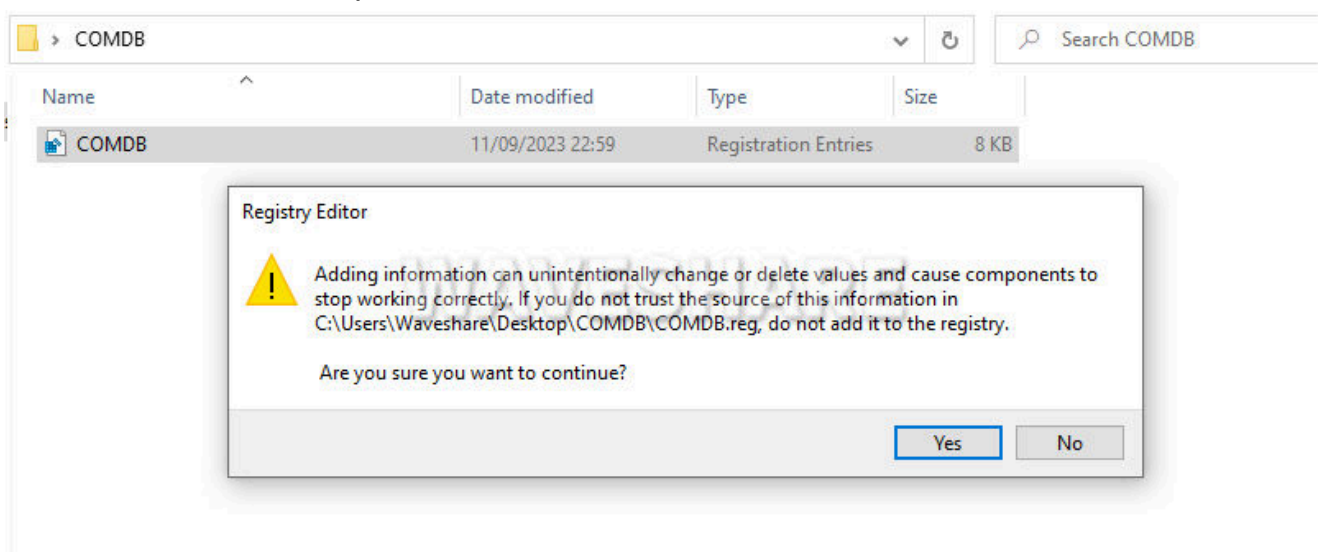 COMDB
Search COMDB
Name
Date modified
Type
Size
COMDB
11/09/2023 22:59
Registration Entries
8 KB
Registry Editor
WAVESHARE
Adding information can unintentionally change or delete values and cause components to
stop working correctly. If you do not trust the source of this information in
C:\Users\Waveshare\Desktop\COMDB\COMDB.reg, do not add it to the registry.
Are you sure you want to continue?
Yes
No